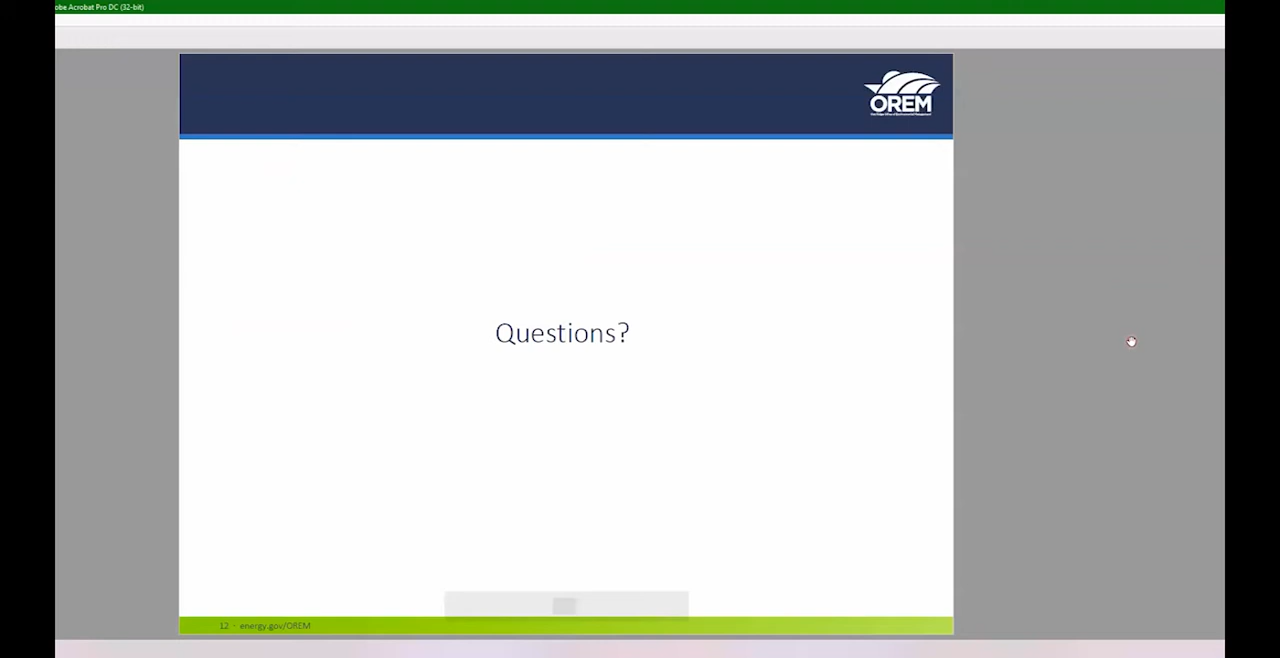 obe Acrobat Pro DC (32-bit)
OREM
Questions?
12 - energy.gov/OREM